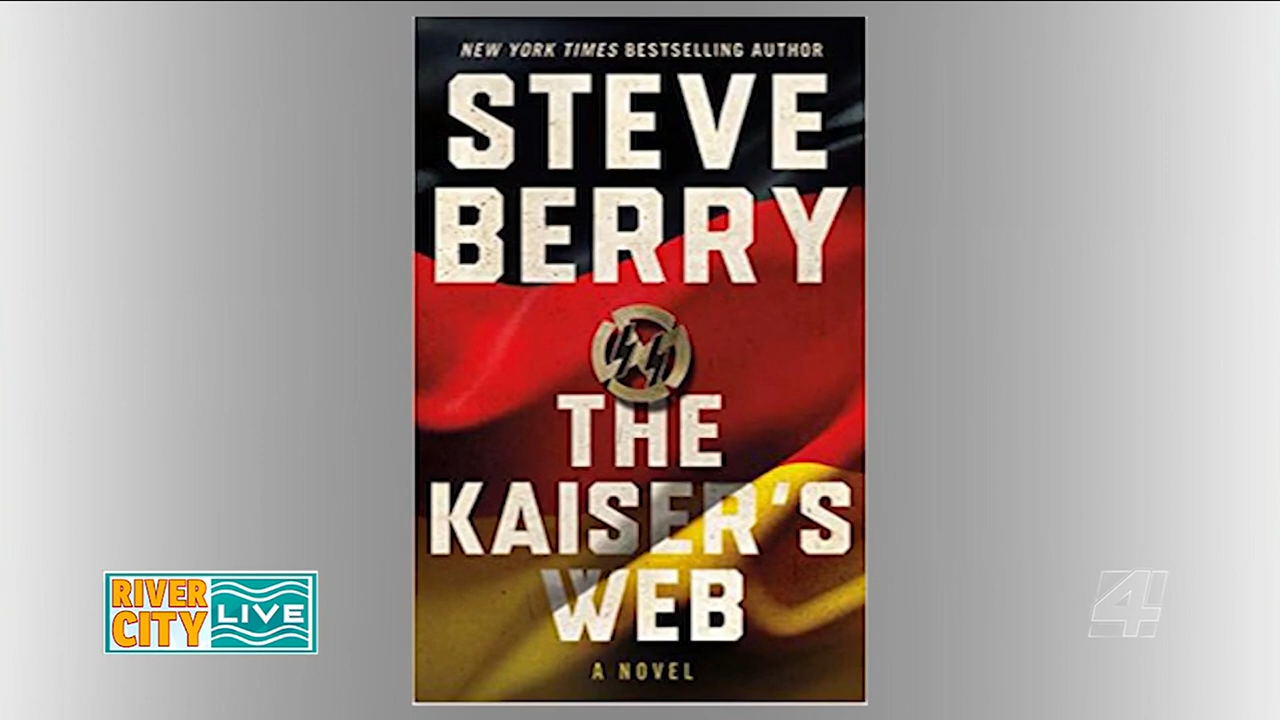 NEW YORK TIMES BESTSELLING AUTHOR
STEVE
BERRY
THE
KAISER'S
WEB
A NOVEL
RIVER
CITY
LIVE
4!